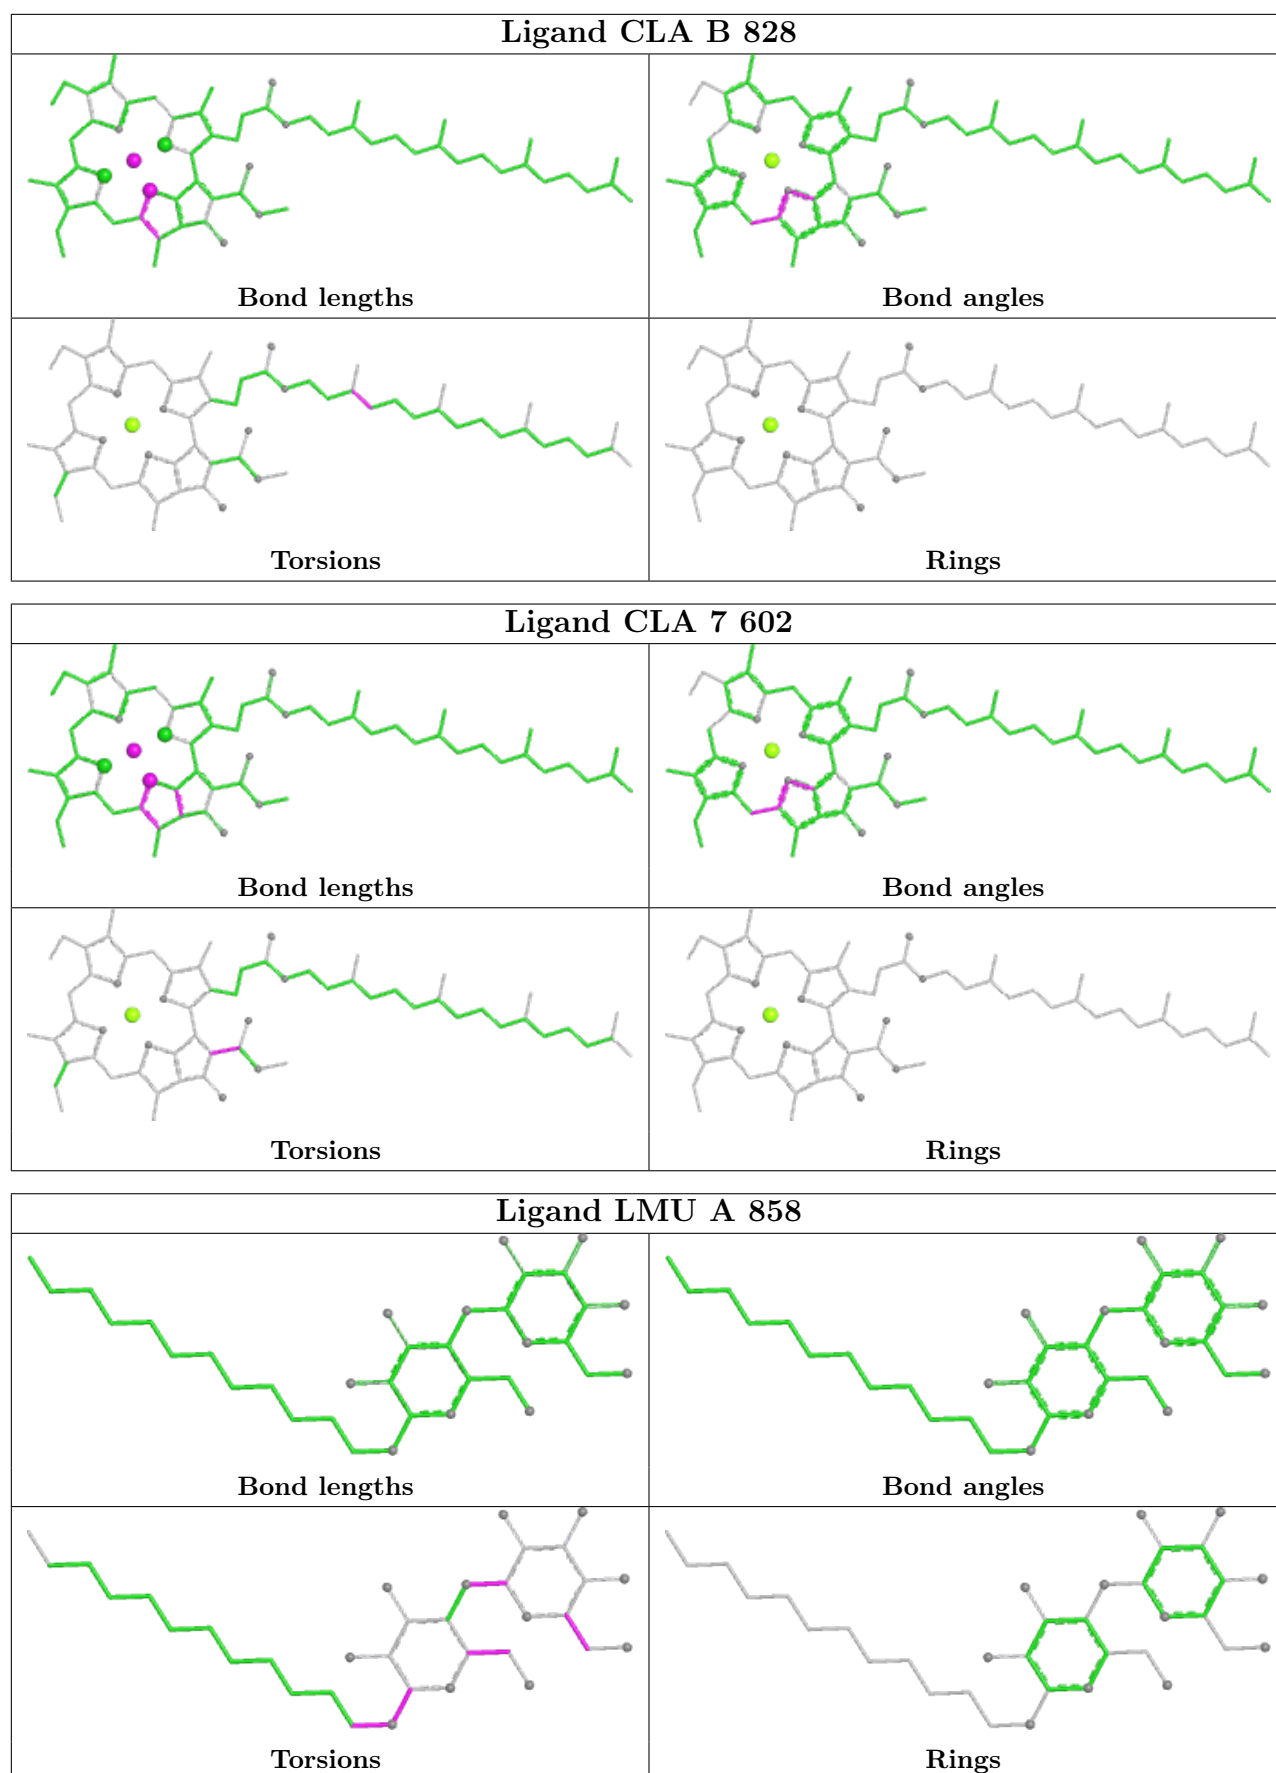 Ligand CLA B 828
Bond lengths
Bond angles
Torsions
Rings
Ligand CLA 7 602
Bond lengths
Bond angles
Torsions
Rings
Ligand LMU A 858
Bond lengths
Bond angles
Torsions
Rings